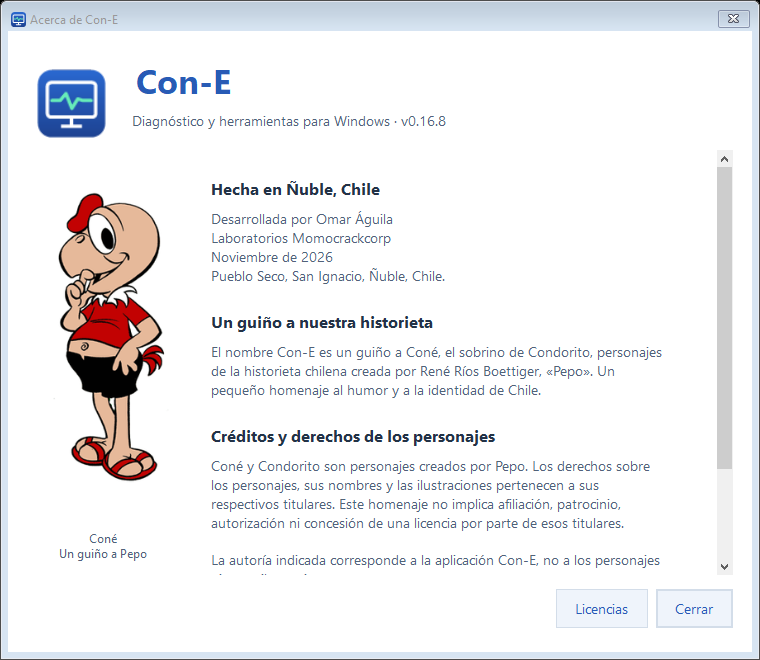 Acerca de Con-E
Con-E
Diagnóstico y herramientas para Windows · v0.16.8
Hecha en Ñuble, Chile
Desarrollada por Omar Águila
Laboratorios Momocrackcorp
Noviembre de 2026
Pueblo Seco, San Ignacio, Ñuble, Chile.
Un guiño a nuestra historieta
El nombre Con-E es un guiño a Coné, el sobrino de Condorito, personajes
de la historieta chilena creada por René Ríos Boettiger, «Pepo». Un
pequeño homenaje al humor y a la identidad de Chile.
Créditos y derechos de los personajes
Coné y Condorito son personajes creados por Pepo. Los derechos sobre
los personajes, sus nombres y las ilustraciones pertenecen a sus
respectivos titulares. Este homenaje no implica afiliación, patrocinio,
autorización ni concesión de una licencia por parte de esos titulares.
La autoría indicada corresponde a la aplicación Con-E, no a los personajes
Coné
Un guiño a Pepo
Licencias
Cerrar